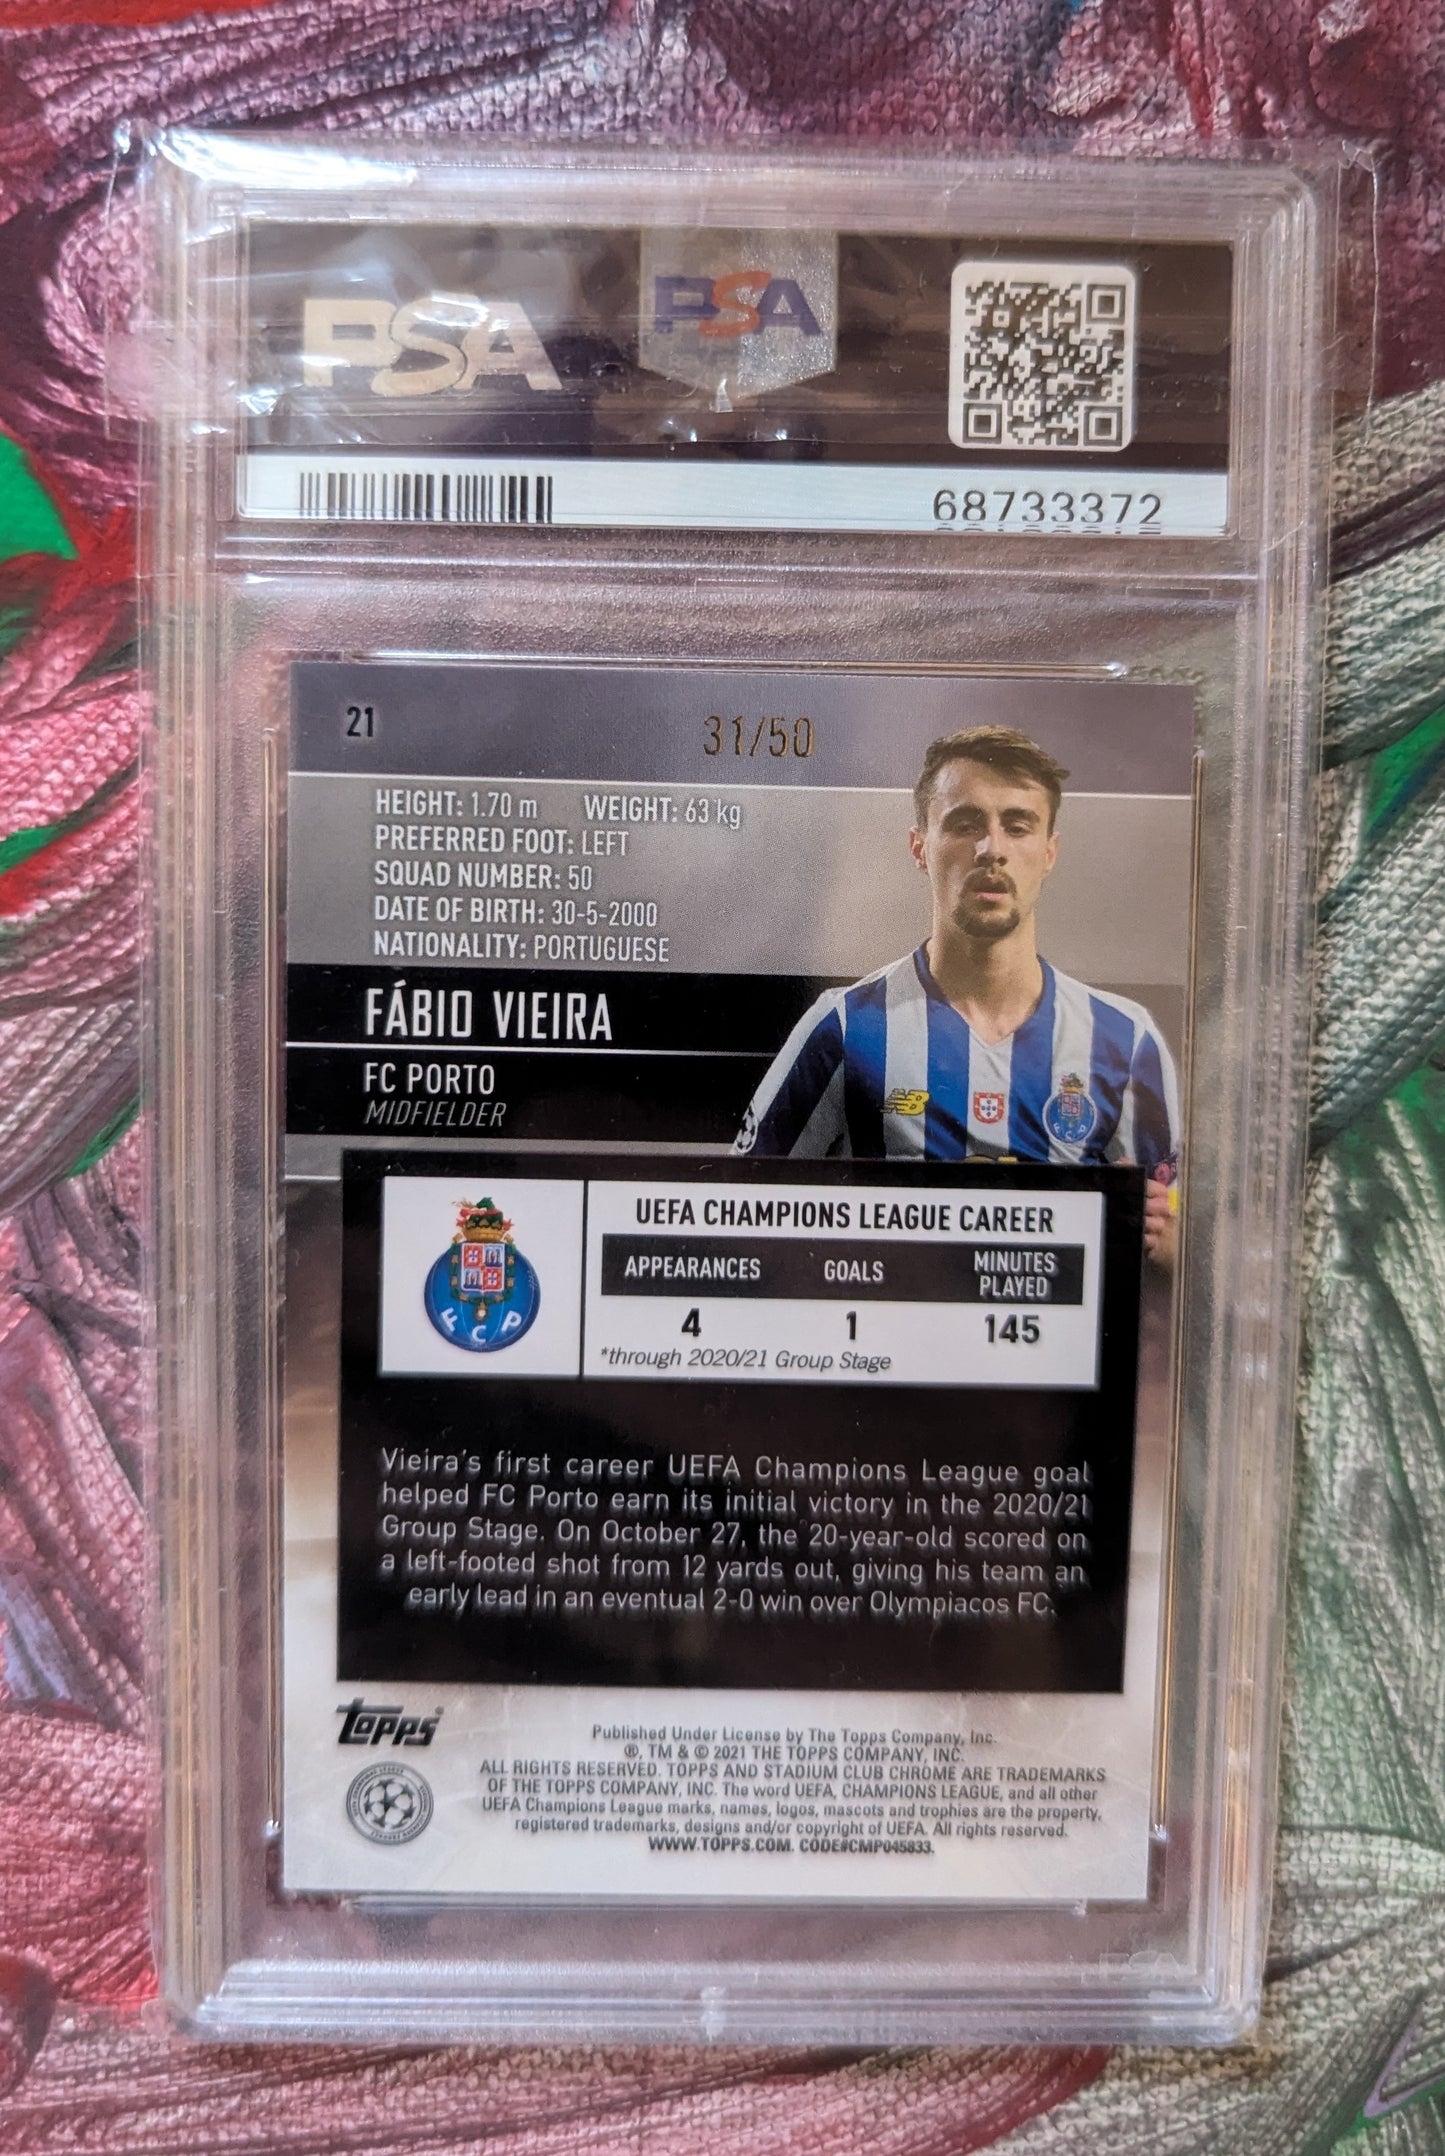 PSA
PSA
68733372
21
31/50
HEIGHT: 1.70 m WEIGHT: 63 kg
PREFERRED FOOT: LEFT
SQUAD NUMBER: 50
DATE OF BIRTH: 30-5-2000
NATIONALITY: PORTUGUESE
FÁBIO VIEIRA
FC PORTO
MIDFIELDER
UEFA CHAMPIONS LEAGUE CAREER
APPEARANCES GOALS MINUTES PLAYED
4 1 145
*through 2020/21 Group Stage
FCP
Vieira's first career UEFA Champions League goal
helped FC Porto earn its initial victory in the 2020/21
Group Stage. On October 27, the 20-year-old scored on
a left-footed shot from 12 yards out, giving his team an
early lead in an eventual 2-0 win over Olympiacos FC.
Topps
Published Under License by The Topps Company, Inc.
®, TM & © 2021 THE TOPPS COMPANY, INC.
ALL RIGHTS RESERVED. TOPPS AND STADIUM CLUB CHROME ARE TRADEMARKS
OF THE TOPPS COMPANY, INC. The word UEFA, CHAMPIONS LEAGUE, and all other
UEFA Champions League marks, names, logos, mascots and trophies are the property,
registered trademarks, designs and/or copyright of UEFA. All rights reserved.
WWW.TOPPS.COM. CODE#CMP045833.
PSA